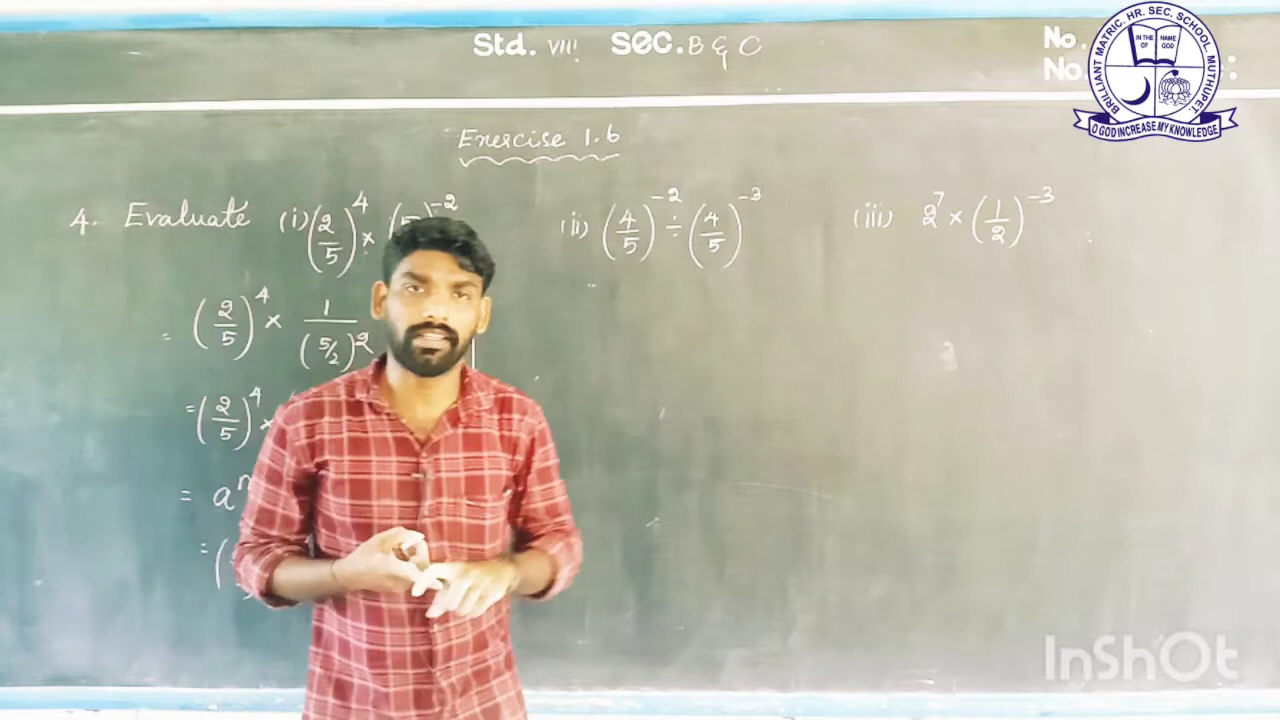 Std. VIII SEC. B & C
No.
No. :
BRILLIANT MATRIC. HR. SEC. SCHOOL. MUTHUPET.
IN THE NAME
OF GOD
O GOD INCREASE MY KNOWLEDGE
Exercise 1.6
4. Evaluate (i) (2/5)^4 × (5 )^-2 (ii) (4/5)^-2 ÷ (4/5)^-3 (iii) 2^7 × (1/2)^-3
= (2/5)^4 × 1/(5/2)^2
= (2/5)^4 ×
= a^m
= (
InShOt